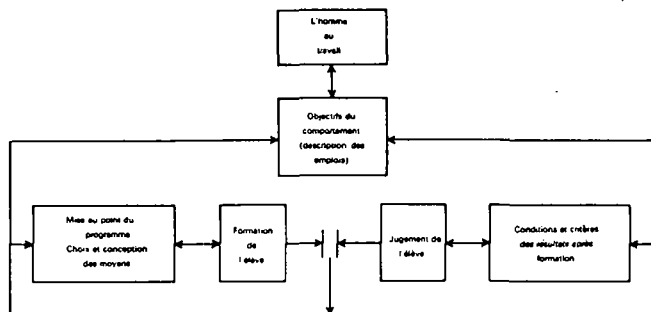 L'homme
au
travail
Objectifs du
comportement
(description des
emplois)
Mise au point du
programme
Choix et conception
des moyens
Formation
de
l'élève
Jugement de
l'élève
Conditions et critères
des résultats après
formation